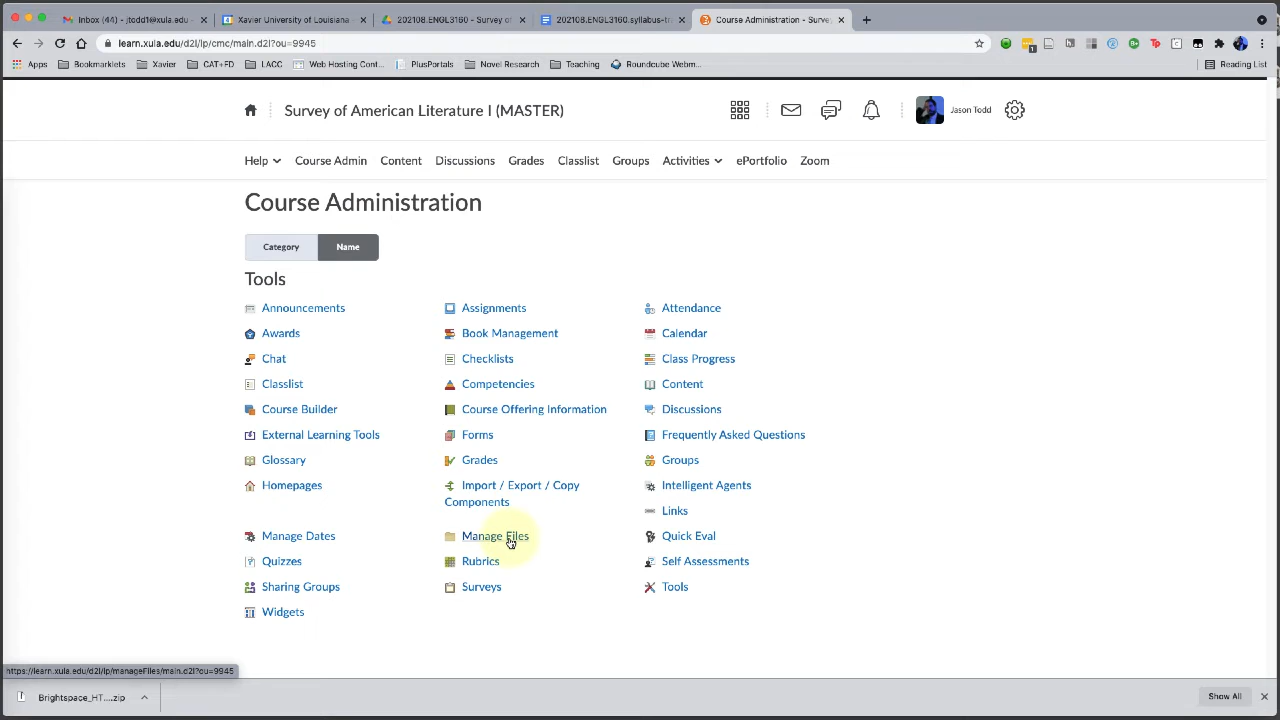 Inbox (44) - jtodd1@xula.edu -
Xavier University of Louisiana -
202108.ENGL3160 - Survey of
202108.ENGL3160.syllabus-tr
Course Administration - Surve
learn.xula.edu/d2l/lp/cmc/main.d2l?ou=9945
Apps
Bookmarklets
Xavier
CAT+FD
LACC
Web Hosting Cont...
PlusPortals
Novel Research
Teaching
Roundcube Webm...
Reading List
Survey of American Literature I (MASTER)
Jason Todd
Help
Course Admin
Content
Discussions
Grades
Classlist
Groups
Activities
ePortfolio
Zoom
Course Administration
Category
Name
Tools
Announcements
Assignments
Attendance
Awards
Book Management
Calendar
Chat
Checklists
Class Progress
Classlist
Competencies
Content
Course Builder
Course Offering Information
Discussions
External Learning Tools
Forms
Frequently Asked Questions
Glossary
Grades
Groups
Homepages
Import / Export / Copy
Components
Intelligent Agents
Links
Manage Dates
Manage Files
Quick Eval
Quizzes
Rubrics
Self Assessments
Sharing Groups
Surveys
Tools
Widgets
https://learn.xula.edu/d2l/lp/manageFiles/main.d2l?ou=9945
Brightspace_HT....zip
Show All